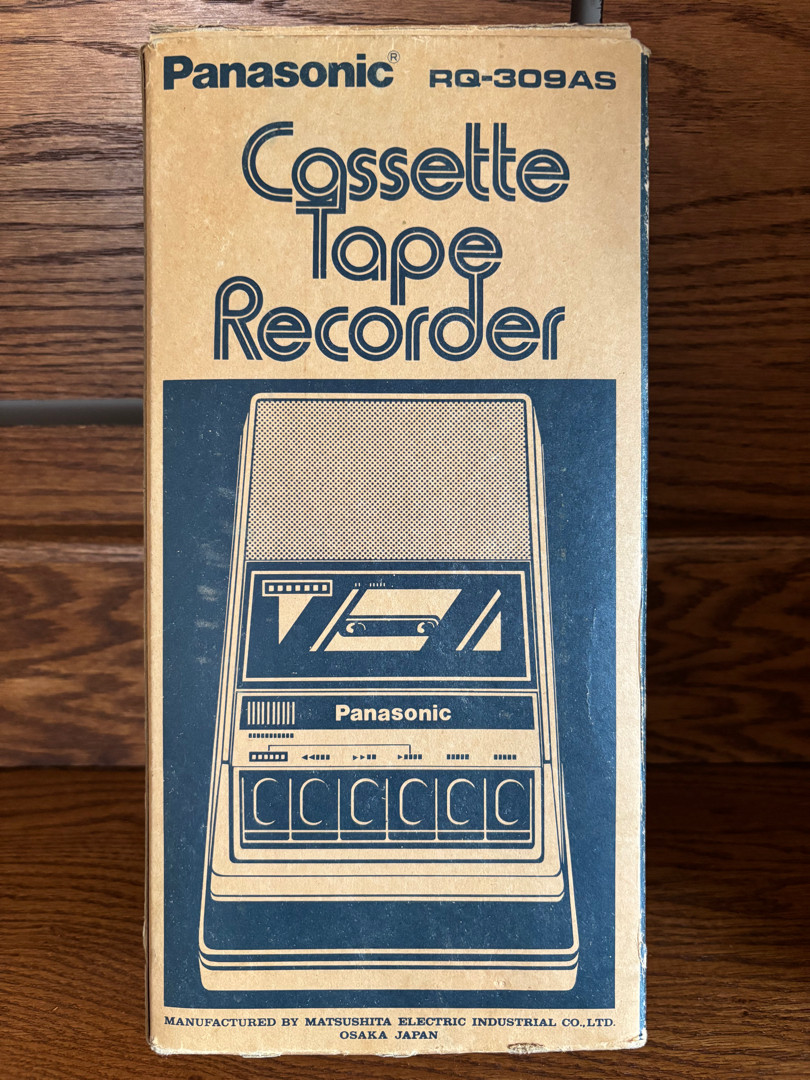 Panasonic® RQ-309AS
Cassette
Tape
Recorder
Panasonic
MANUFACTURED BY MATSUSHITA ELECTRIC INDUSTRIAL CO.,LTD.
OSAKA JAPAN